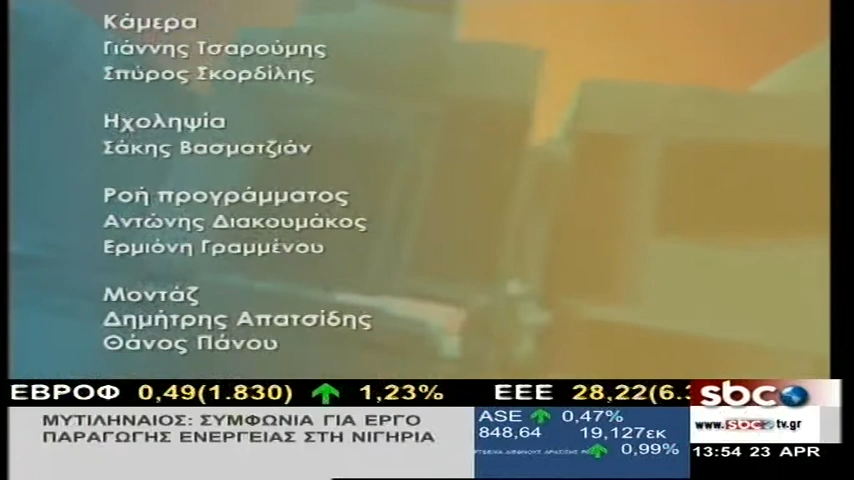 Κάμερα
Γιάννης Τσαρούμης
Σπύρος Σκορδίλης
Ηχοληψία
Σάκης Βασματζιάν
Ροή προγράμματος
Αντώνης Διακουμάκος
Ερμιόνη Γραμμένου
Μοντάζ
Δημήτρης Απατσίδης
Θάνος Πάνου
ΕΒΡΟΦ 0,49(1.830) 1,23% ΕΕΕ 28,22(6.3
sbc
www.sbctv.gr
ΜΥΤΙΛΗΝΑΙΟΣ: ΣΥΜΦΩΝΙΑ ΓΙΑ ΕΡΓΟ
ΠΑΡΑΓΩΓΗΣ ΕΝΕΡΓΕΙΑΣ ΣΤΗ ΝΙΓΗΡΙΑ
ASE 0,47%
848,64 19,127εκ
0,99%
13:54 23 APR